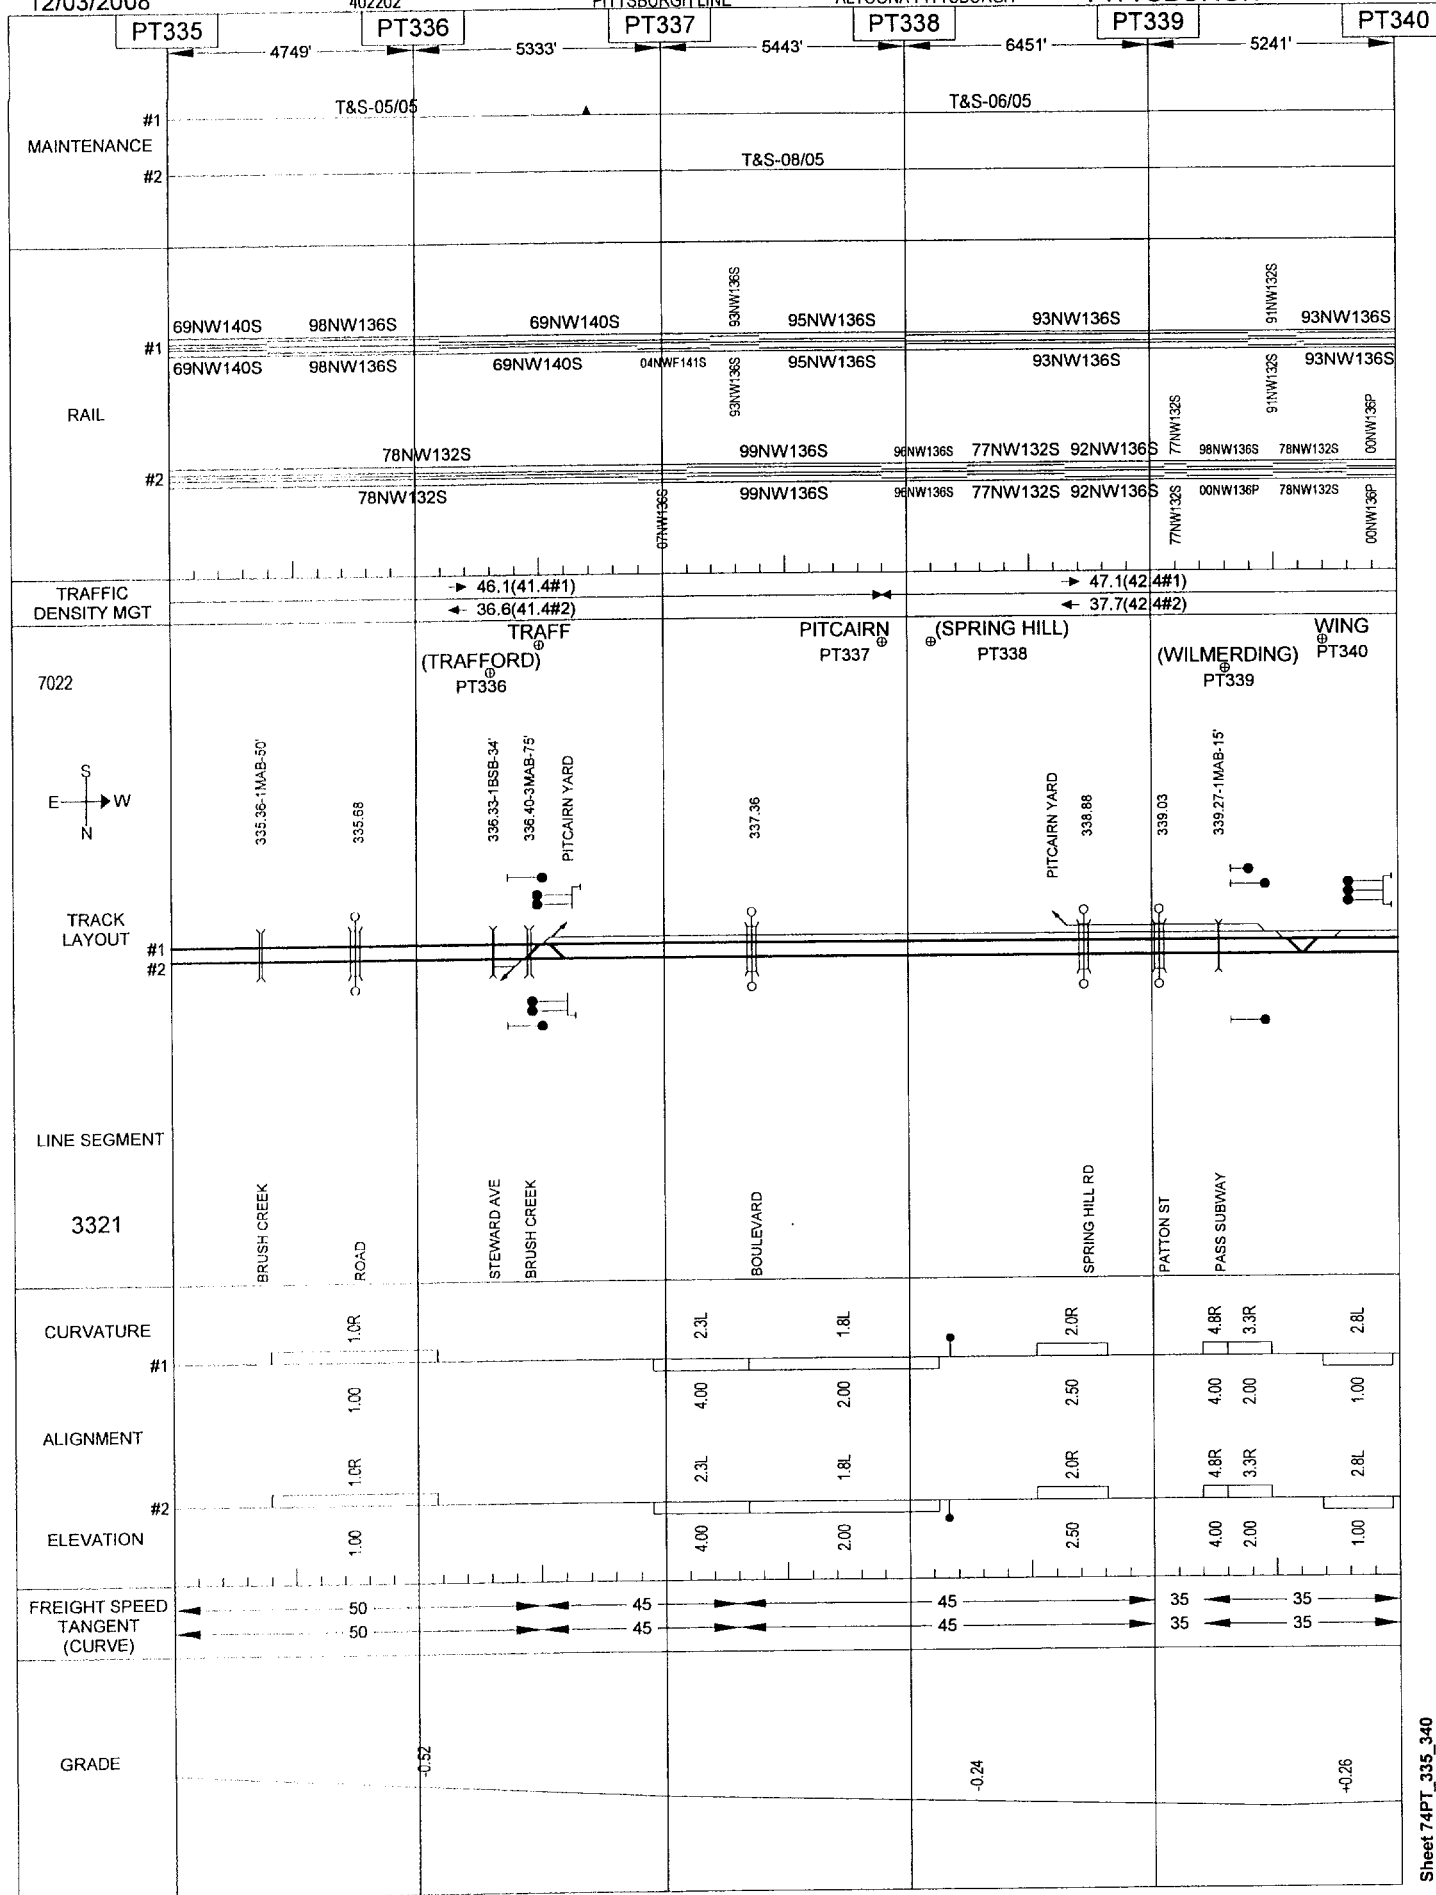 12/03/2008
402202
PITTSBURGH LINE
PT335
PT336
PT337
PT338
PT339
PT340
4749'
5333'
5443'
6451'
5241'
T&S-05/05
T&S-06/05
#1
MAINTENANCE
T&S-08/05
#2
93NW136S
91NW132S
69NW140S
98NW136S
69NW140S
95NW136S
93NW136S
93NW136S
#1
69NW140S
98NW136S
69NW140S
04NWF141S
93NW136S
95NW136S
93NW136S
91NW132S
93NW136S
RAIL
77NW132S
00NW136P
78NW132S
99NW136S
96NW136S
77NW132S
92NW136S
98NW136S
78NW132S
#2
78NW132S
07NW136S
99NW136S
96NW136S
77NW132S
92NW136S
77NW132S
00NW136P
78NW132S
00NW136P
TRAFFIC
DENSITY MGT
46.1(41.4#1)
47.1(42.4#1)
36.6(41.4#2)
37.7(42.4#2)
TRAFF
PITCAIRN
(SPRING HILL)
WING
(TRAFFORD)
PT337
PT338
(WILMERDING)
PT340
7022
PT336
PT339
S
E
W
N
335.36-1MAB-50'
335.68
336.33-1BSB-34'
336.40-3MAB-75'
PITCAIRN YARD
337.36
PITCAIRN YARD
338.88
339.03
339.27-1MAB-15'
TRACK
LAYOUT
#1
#2
LINE SEGMENT
3321
BRUSH CREEK
ROAD
STEWARD AVE
BRUSH CREEK
BOULEVARD
SPRING HILL RD
PATTON ST
PASS SUBWAY
CURVATURE
1.0R
2.3L
1.8L
2.0R
4.8R
3.3R
2.8L
#1
1.00
4.00
2.00
2.50
4.00
2.00
1.00
ALIGNMENT
1.0R
2.3L
1.8L
2.0R
4.8R
3.3R
2.8L
#2
ELEVATION
1.00
4.00
2.00
2.50
4.00
2.00
1.00
FREIGHT SPEED
TANGENT
(CURVE)
50
45
45
35
35
50
45
45
35
35
GRADE
-0.52
-0.24
+0.26
Sheet 74PT_335_340